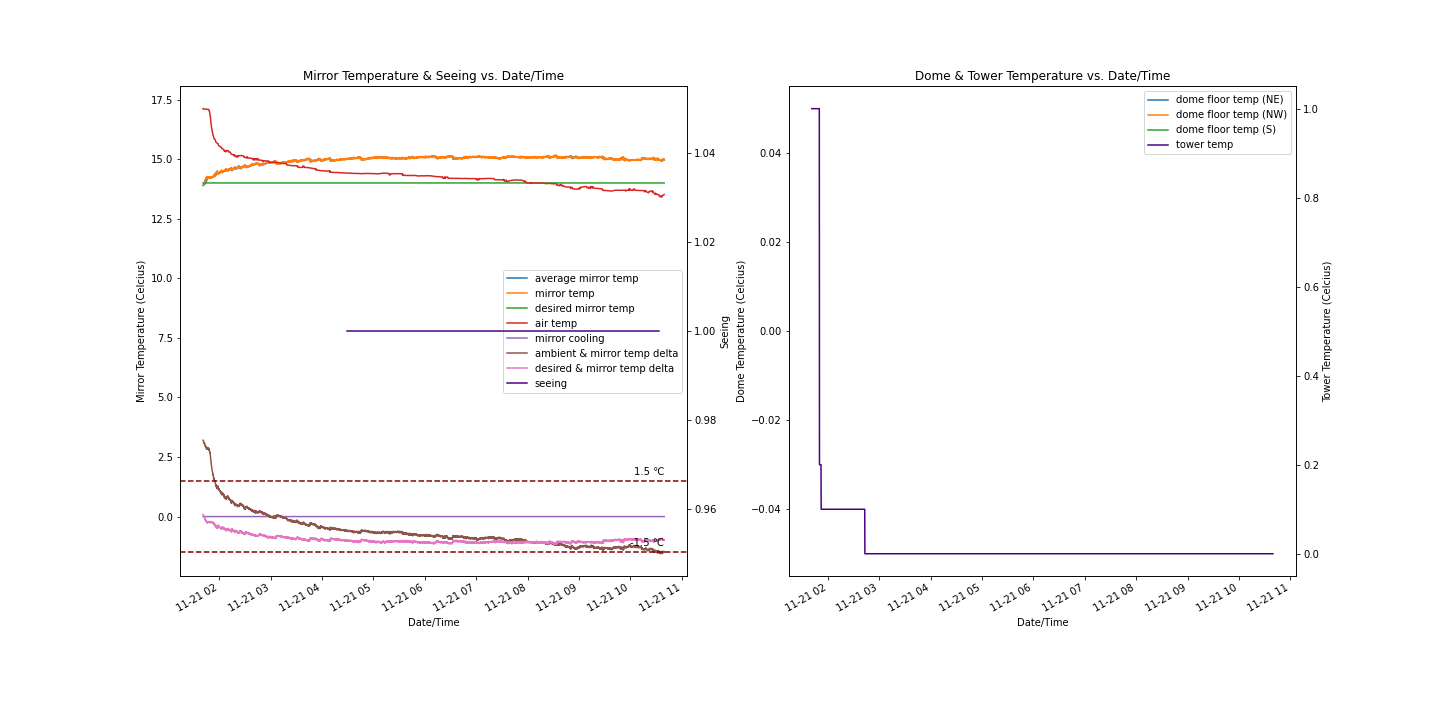 Mirror Temperature & Seeing vs. Date/Time
17.5
15.0
12.5
10.0
7.5
5.0
2.5
0.0
Mirror Temperature (Celcius)
average mirror temp
mirror temp
desired mirror temp
air temp
mirror cooling
ambient & mirror temp delta
desired & mirror temp delta
seeing
1.5 °C
-1.5 °C
1.04
1.02
1.00
0.98
0.96
Seeing
11-21 02
11-21 03
11-21 04
11-21 05
11-21 06
11-21 07
11-21 08
11-21 09
11-21 10
11-21 11
Date/Time
Dome & Tower Temperature vs. Date/Time
0.04
0.02
0.00
−0.02
−0.04
Dome Temperature (Celcius)
dome floor temp (NE)
dome floor temp (NW)
dome floor temp (S)
tower temp
1.0
0.8
0.6
0.4
0.2
0.0
Tower Temperature (Celcius)
11-21 02
11-21 03
11-21 04
11-21 05
11-21 06
11-21 07
11-21 08
11-21 09
11-21 10
11-21 11
Date/Time